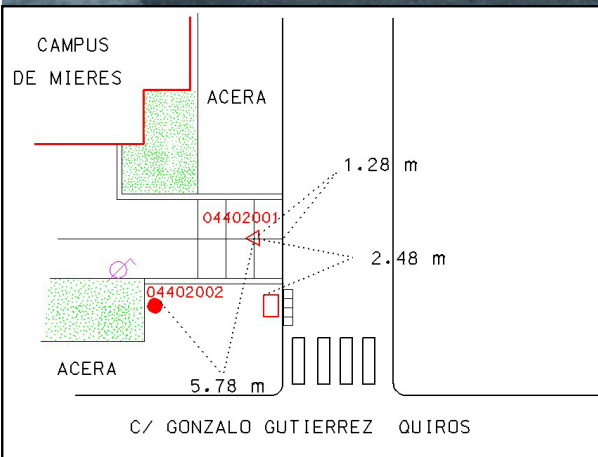 CAMPUS
DE MIERES
ACERA
1.28 m
04402001
2.48 m
04402002
ACERA
5.78 m
C/ GONZALO GUTIERREZ QUIROS